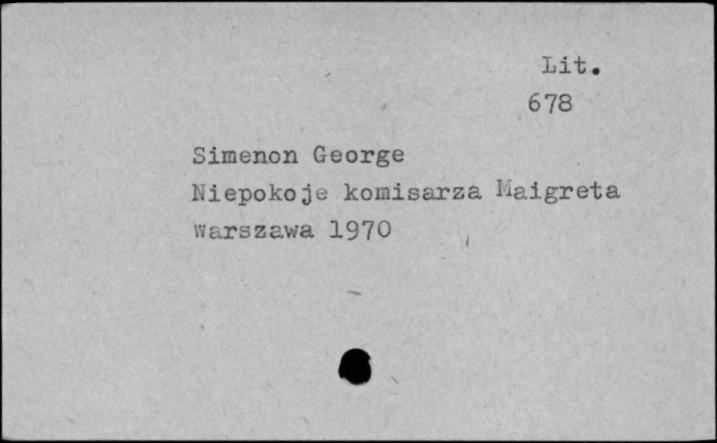 Lit.
678
Simenon George
Niepokoje komisarza Maigreta
Warszawa 1970